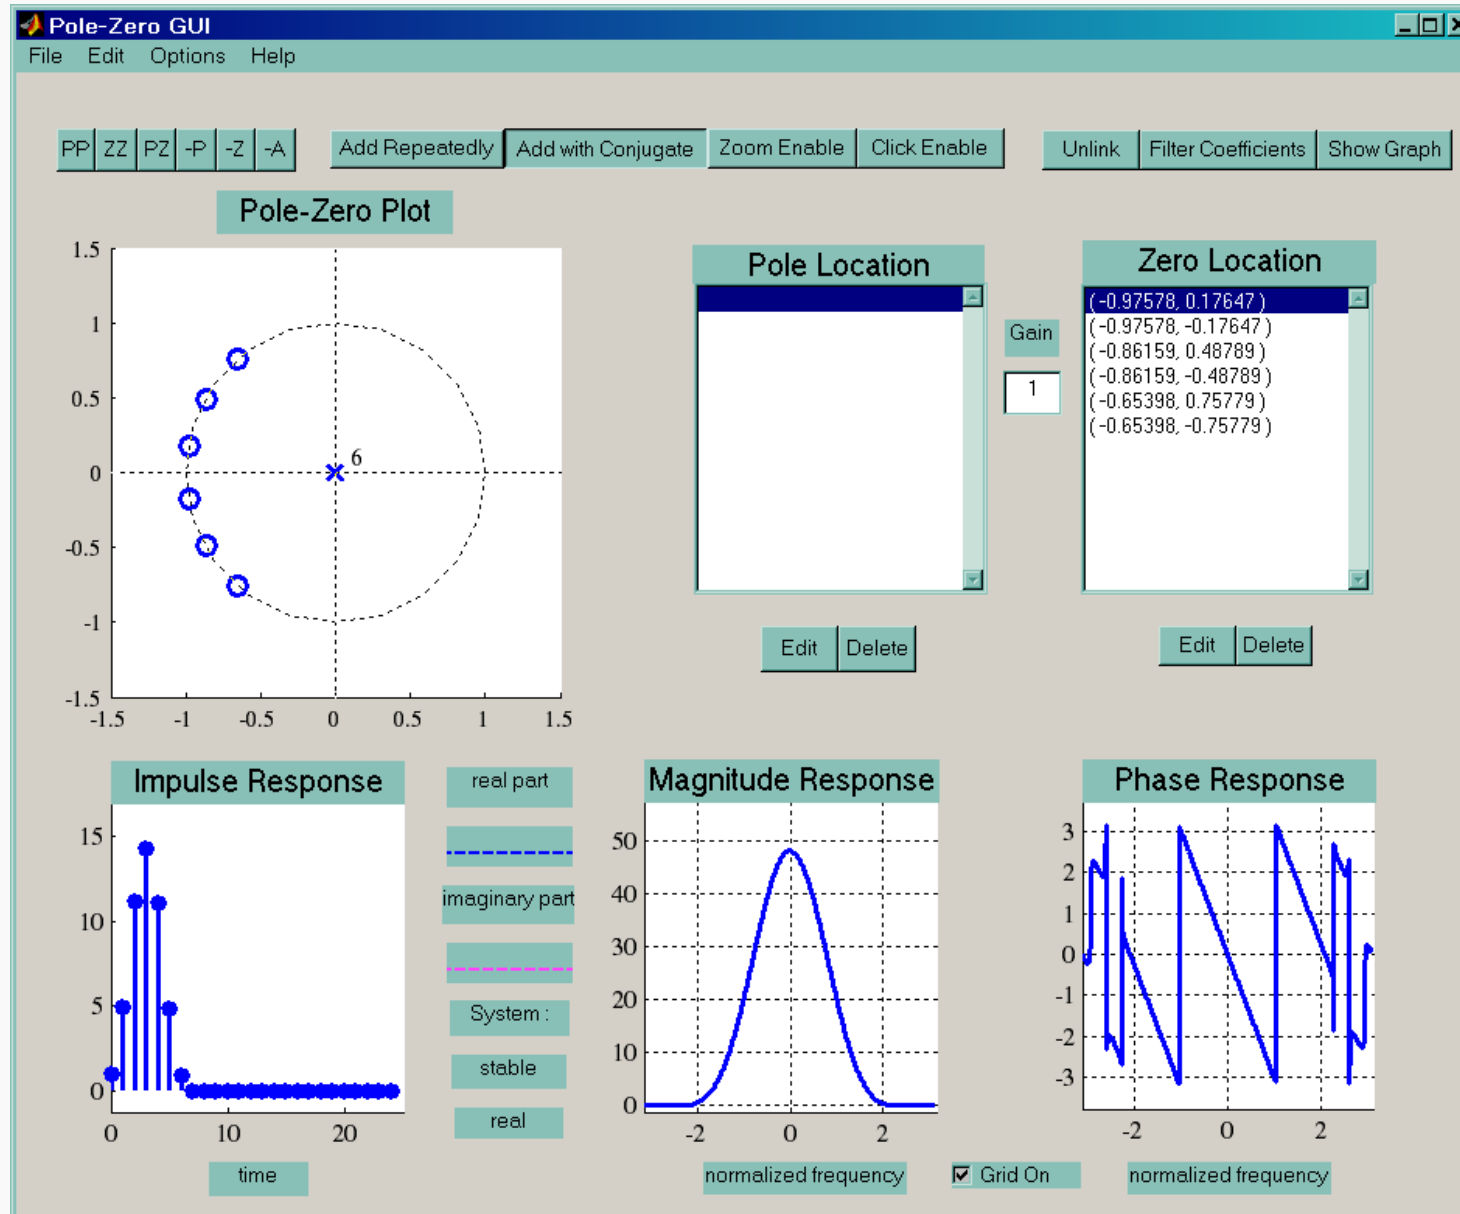 Pole-Zero GUI
File Edit Options Help
PP ZZ PZ -P -Z -A Add Repeatedly Add with Conjugate Zoom Enable Click Enable Unlink Filter Coefficients Show Graph
Pole-Zero Plot
1.5
1
0.5
0
-0.5
-1
-1.5
-1.5 -1 -0.5 0 0.5 1 1.5
6
Pole Location
Gain
1
Edit Delete
Zero Location
( -0.97578, 0.17647 )
( -0.97578, -0.17647 )
( -0.86159, 0.48789 )
( -0.86159, -0.48789 )
( -0.65398, 0.75779 )
( -0.65398, -0.75779 )
Edit Delete
Impulse Response
15
10
5
0
0 10 20
time
real part
imaginary part
System :
stable
real
Magnitude Response
50
40
30
20
10
0
-2 0 2
normalized frequency
Grid On
Phase Response
3
2
1
0
-1
-2
-3
-2 0 2
normalized frequency